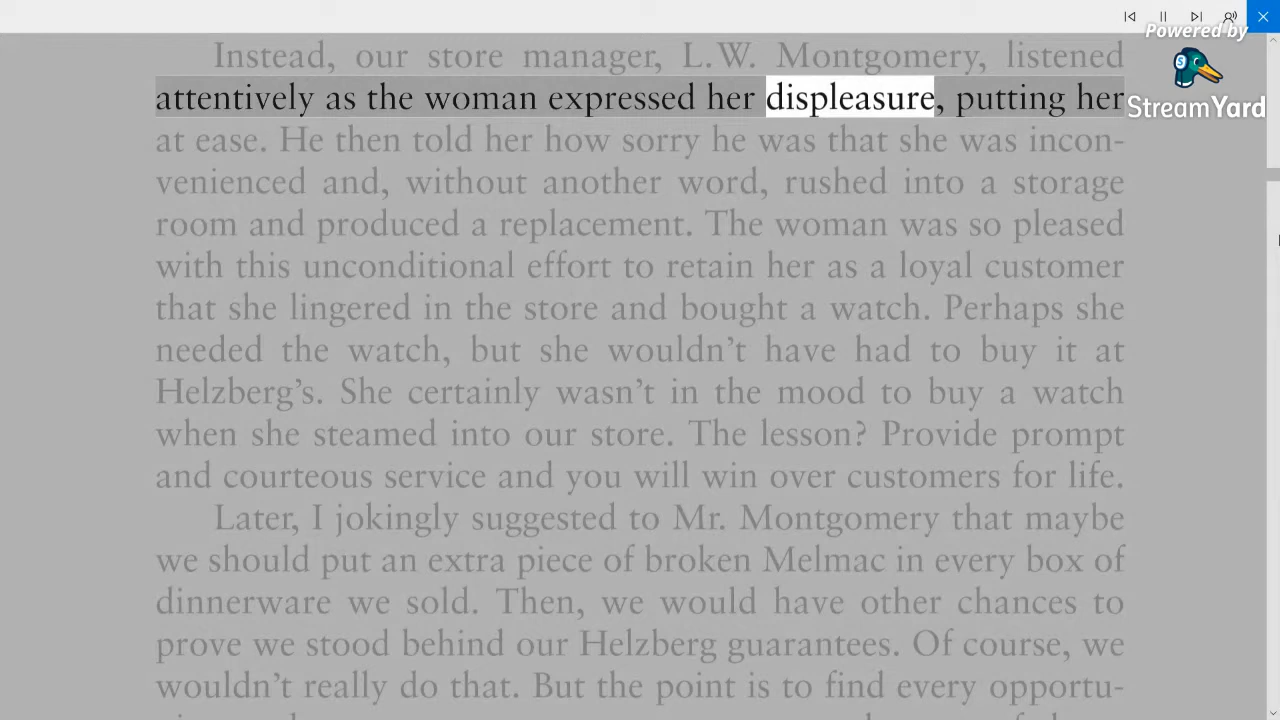 Powered by
StreamYard
Instead, our store manager, L.W. Montgomery, listened
attentively as the woman expressed her displeasure, putting her
at ease. He then told her how sorry he was that she was incon-
venienced and, without another word, rushed into a storage
room and produced a replacement. The woman was so pleased
with this unconditional effort to retain her as a loyal customer
that she lingered in the store and bought a watch. Perhaps she
needed the watch, but she wouldn’t have had to buy it at
Helzberg’s. She certainly wasn’t in the mood to buy a watch
when she steamed into our store. The lesson? Provide prompt
and courteous service and you will win over customers for life.
Later, I jokingly suggested to Mr. Montgomery that maybe
we should put an extra piece of broken Melmac in every box of
dinnerware we sold. Then, we would have other chances to
prove we stood behind our Helzberg guarantees. Of course, we
wouldn’t really do that. But the point is to find every opportu-